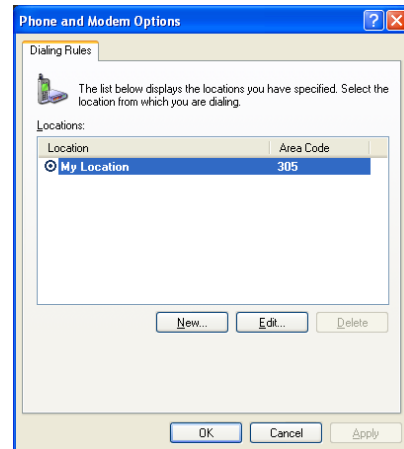 Phone and Modem Options
Dialing Rules
The list below displays the locations you have specified. Select the
location from which you are dialing.
Locations:
Location Area Code
My Location 305
New... Edit... Delete
OK Cancel Apply